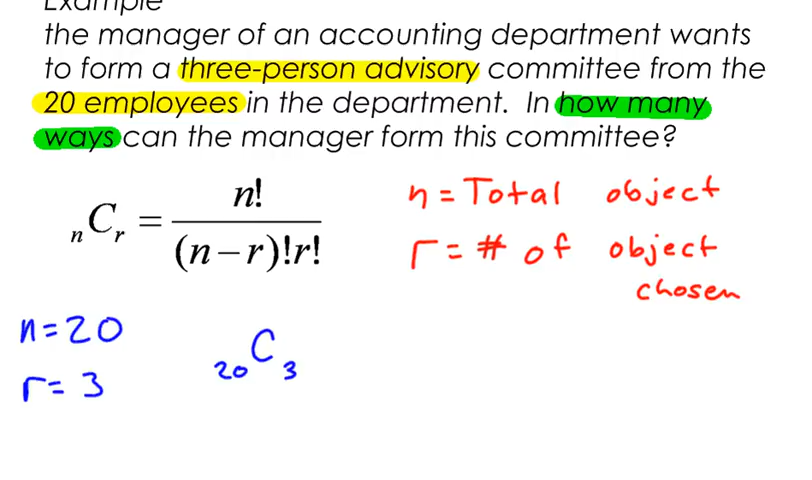 Example
the manager of an accounting department wants
to form a three-person advisory committee from the
20 employees in the department. In how many
ways can the manager form this committee?
nCr = n! / (n-r)!r!
n = Total object
r = # of object
chosen
n=20
r= 3
20C3